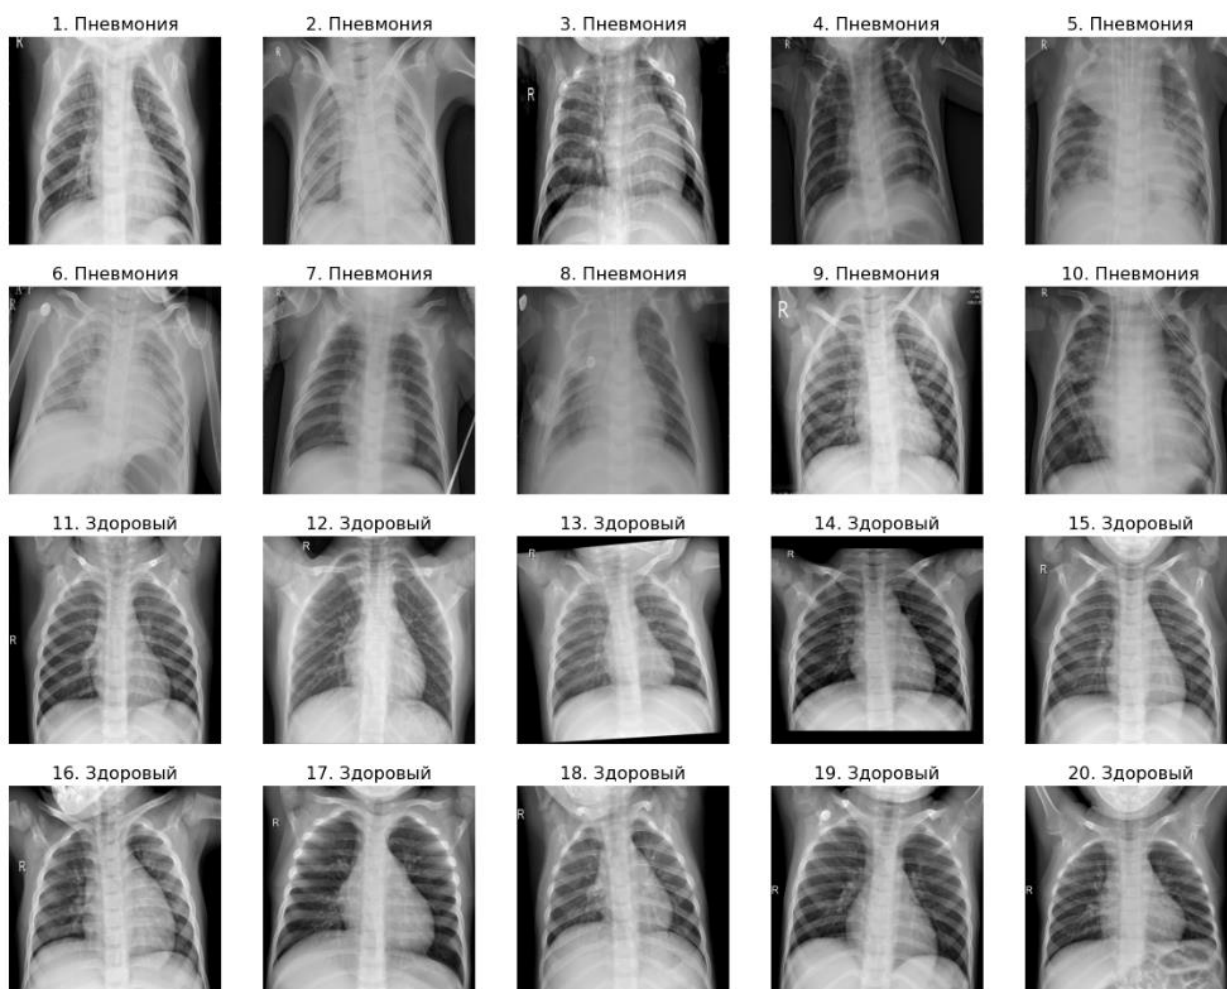 1. Пневмония
2. Пневмония
3. Пневмония
4. Пневмония
5. Пневмония
R
R
R
R
R
6. Пневмония
7. Пневмония
8. Пневмония
9. Пневмония
10. Пневмония
R
R
R
11. Здоровый
12. Здоровый
13. Здоровый
14. Здоровый
15. Здоровый
R
R
R
R
R
16. Здоровый
17. Здоровый
18. Здоровый
19. Здоровый
20. Здоровый
R
R
R
R
R